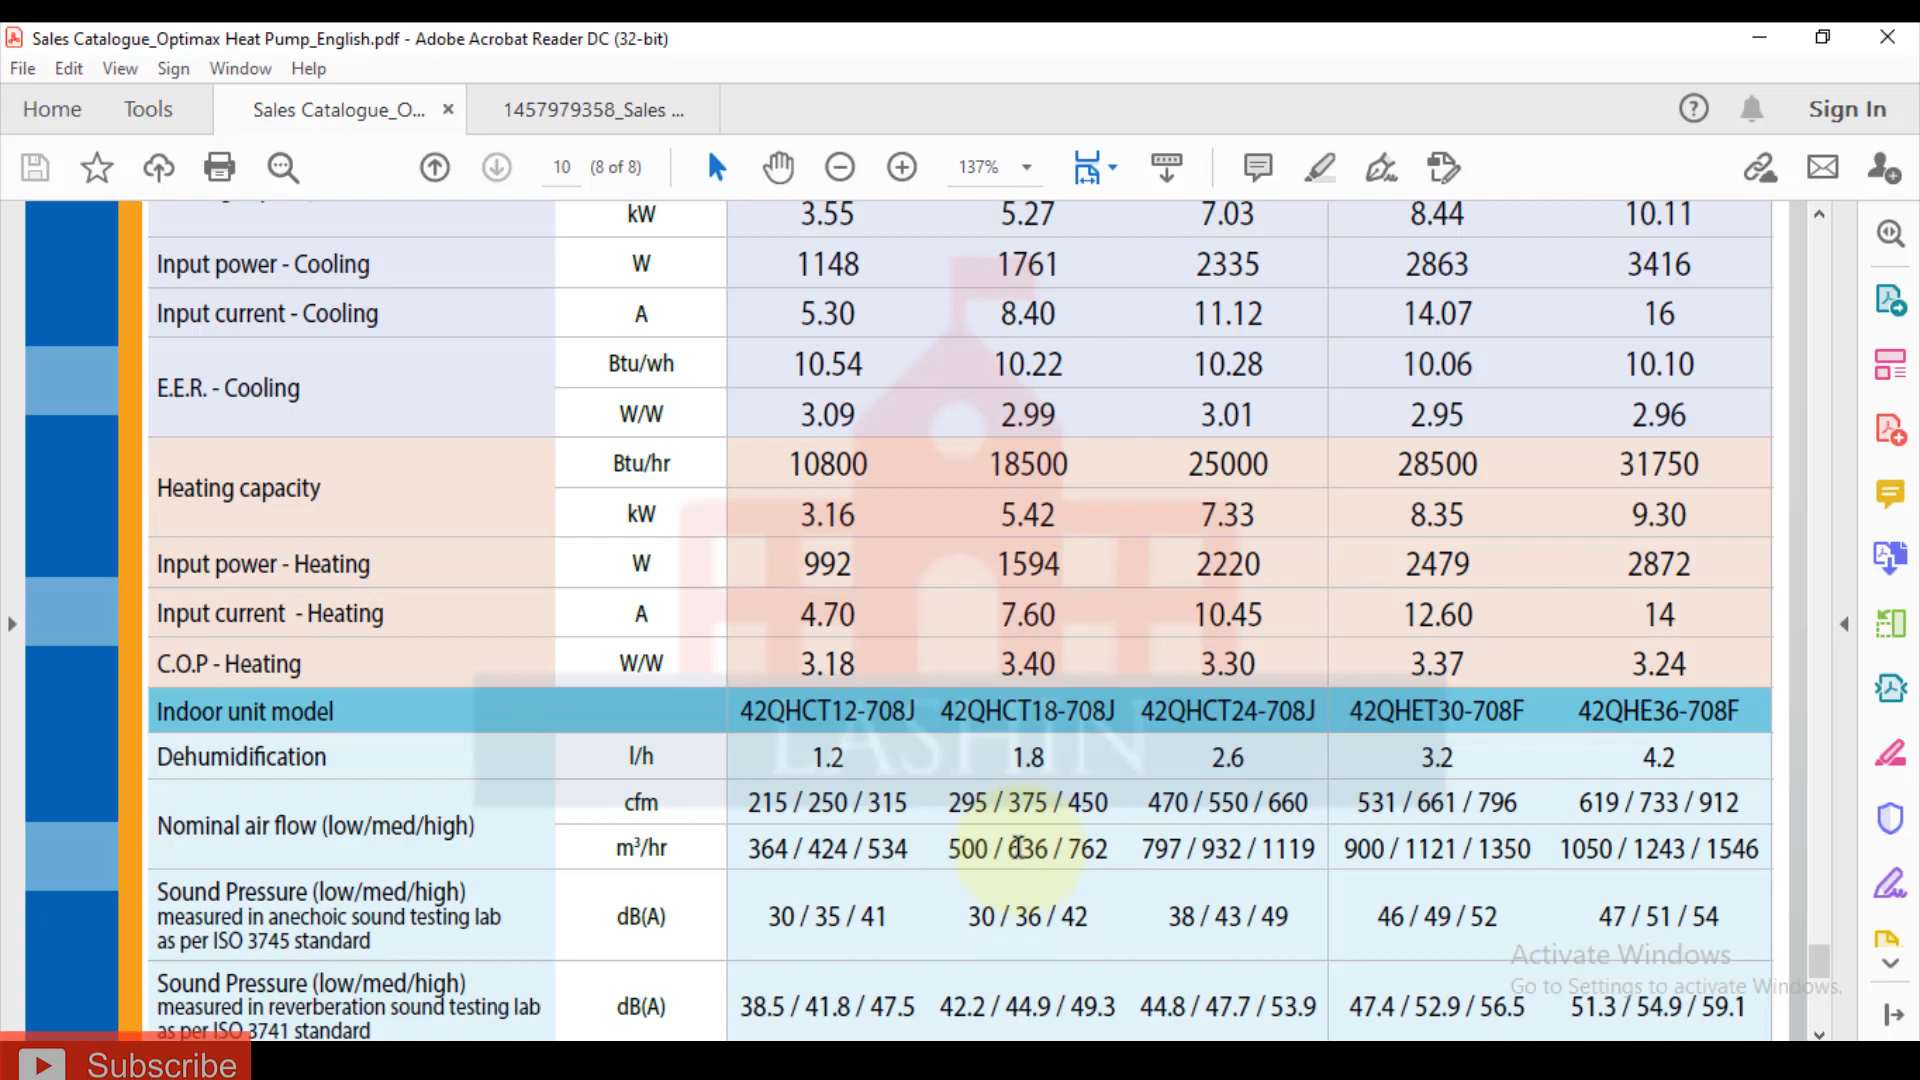 Sales Catalogue_Optimax Heat Pump_English.pdf - Adobe Acrobat Reader DC (32-bit)
File Edit View Sign Window Help
Home Tools Sales Catalogue_O... × 1457979358_Sales ... Sign In
10 (8 of 8) 137%
kW 3.55 5.27 7.03 8.44 10.11
Input power - Cooling W 1148 1761 2335 2863 3416
Input current - Cooling A 5.30 8.40 11.12 14.07 16
E.E.R. - Cooling Btu/wh 10.54 10.22 10.28 10.06 10.10
W/W 3.09 2.99 3.01 2.95 2.96
Heating capacity Btu/hr 10800 18500 25000 28500 31750
kW 3.16 5.42 7.33 8.35 9.30
Input power - Heating W 992 1594 2220 2479 2872
Input current - Heating A 4.70 7.60 10.45 12.60 14
C.O.P - Heating W/W 3.18 3.40 3.30 3.37 3.24
Indoor unit model 42QHCT12-708J 42QHCT18-708J 42QHCT24-708J 42QHET30-708F 42QHE36-708F
LASHIN
Dehumidification l/h 1.2 1.8 2.6 3.2 4.2
Nominal air flow (low/med/high) cfm 215 / 250 / 315 295 / 375 / 450 470 / 550 / 660 531 / 661 / 796 619 / 733 / 912
m³/hr 364 / 424 / 534 500 / 636 / 762 797 / 932 / 1119 900 / 1121 / 1350 1050 / 1243 / 1546
Sound Pressure (low/med/high)
measured in anechoic sound testing lab dB(A) 30 / 35 / 41 30 / 36 / 42 38 / 43 / 49 46 / 49 / 52 47 / 51 / 54
as per ISO 3745 standard
Activate Windows
Go to Settings to activate Windows.
Sound Pressure (low/med/high)
measured in reverberation sound testing lab dB(A) 38.5 / 41.8 / 47.5 42.2 / 44.9 / 49.3 44.8 / 47.7 / 53.9 47.4 / 52.9 / 56.5 51.3 / 54.9 / 59.1
as per ISO 3741 standard
Subscribe